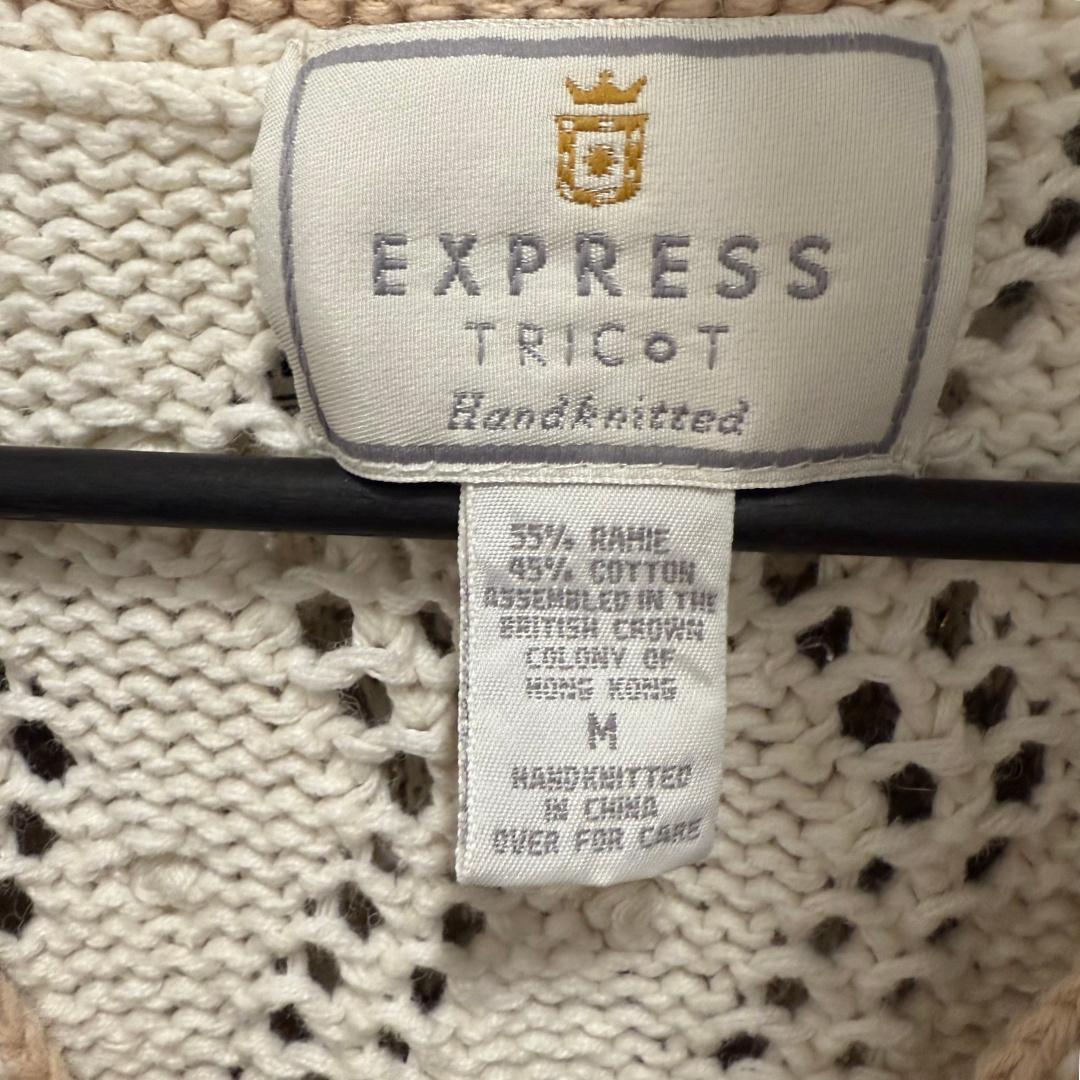 EXPRESS
TRICOT
Handknitted
55% RAMIE
45% COTTON
ASSEMBLED IN THE
BRITISH CROWN
COLONY OF
HONG KONG
M
HANDKNITTED
IN CHINA
OVER FOR CARE